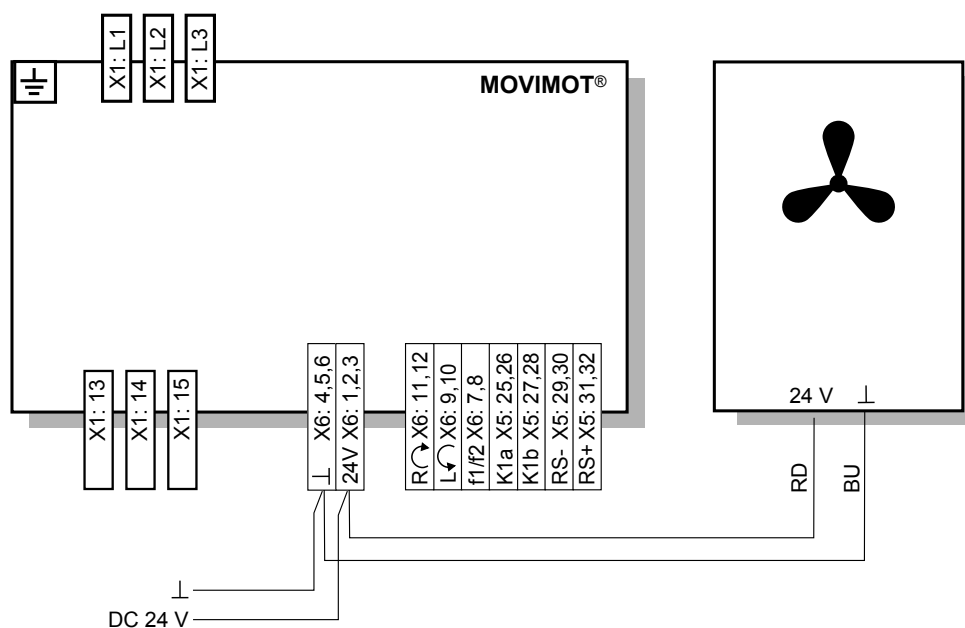 X1: L1
X1: L2
X1: L3
MOVIMOT®
X1: 13
X1: 14
X1: 15
⊥ X6: 4,5,6
24V X6: 1,2,3
R X6: 11,12
L X6: 9,10
f1/f2 X6: 7,8
K1a X5: 25,26
K1b X5: 27,28
RS- X5: 29,30
RS+ X5: 31,32
24 V ⊥
RD
BU
⊥
DC 24 V